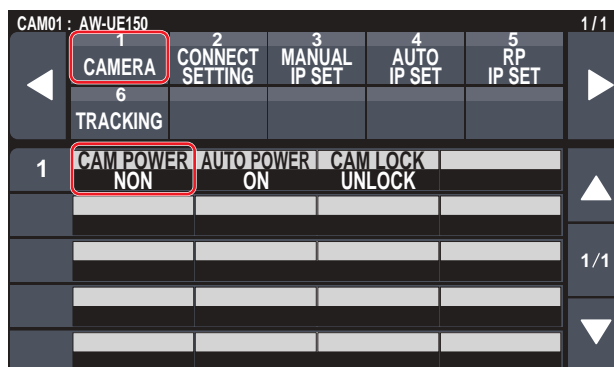 CAM01 : AW-UE150 1/1
1 2 3 4 5
CAMERA CONNECT SETTING MANUAL IP SET AUTO IP SET RP IP SET
6
TRACKING
1 CAM POWER AUTO POWER CAM LOCK
NON ON UNLOCK
1/1